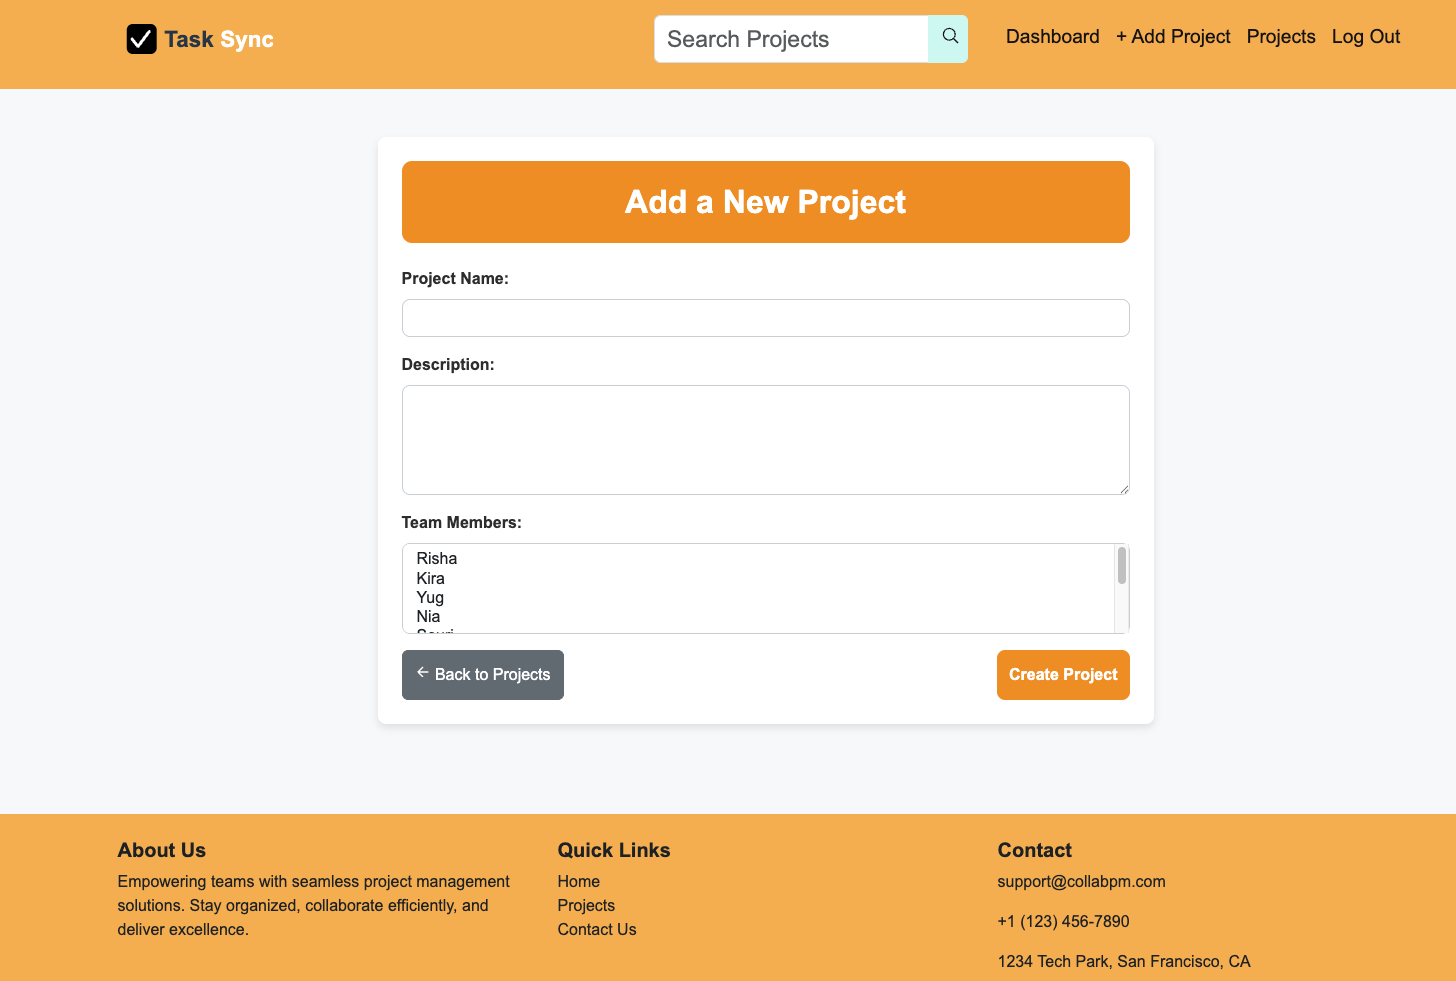 Task Sync
Search Projects
Dashboard + Add Project Projects Log Out
Add a New Project
Project Name:
Description:
Team Members:
Risha
Kira
Yug
Nia
Back to Projects
Create Project
About Us
Empowering teams with seamless project management
solutions. Stay organized, collaborate efficiently, and
deliver excellence.
Quick Links
Home
Projects
Contact Us
Contact
support@collabpm.com
+1 (123) 456-7890
1234 Tech Park, San Francisco, CA